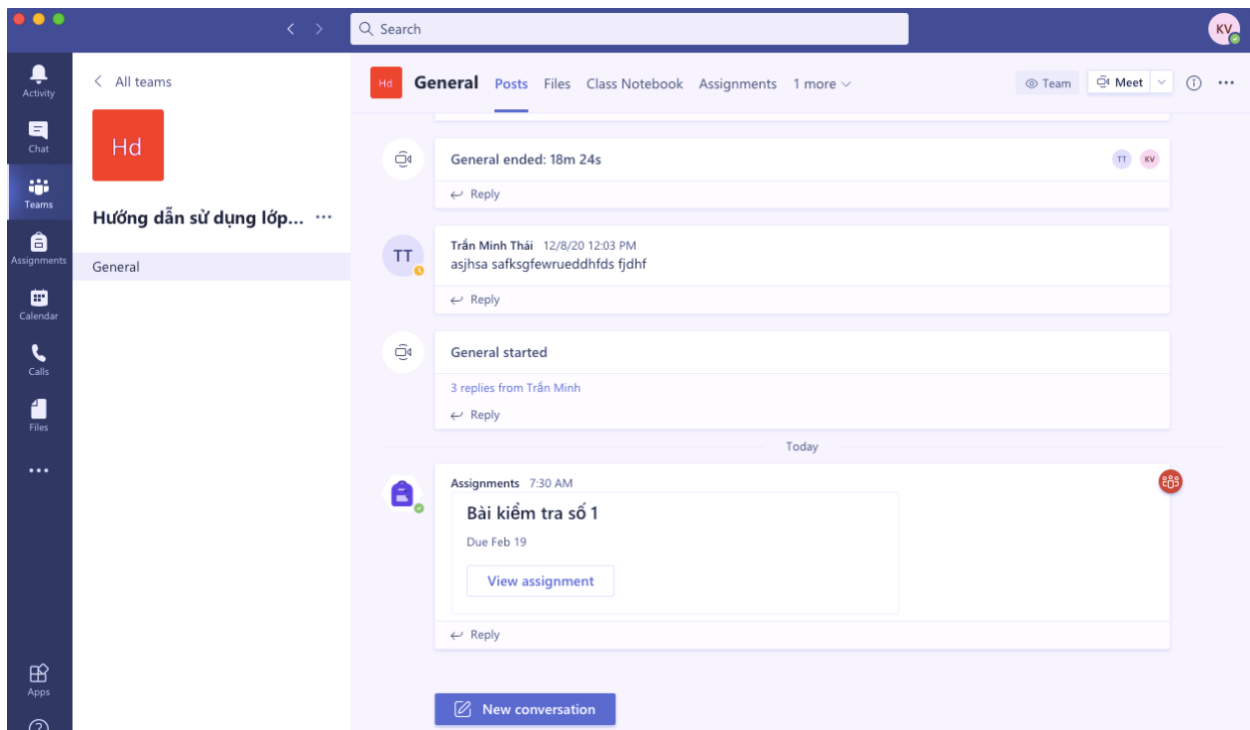 Search
KV
Activity
Chat
Teams
Assignments
Calendar
Calls
Files
Apps
All teams
Hd
Hướng dẫn sử dụng lớp...
General
Hd General Posts Files Class Notebook Assignments 1 more Team Meet
General ended: 18m 24s TT KV
Reply
TT Trần Minh Thái 12/8/20 12:03 PM
asjhsa safksgfewrueddhfds fjdhf
Reply
General started
3 replies from Trần Minh
Reply
Today
Assignments 7:30 AM
Bài kiểm tra số 1
Due Feb 19
View assignment
Reply
New conversation